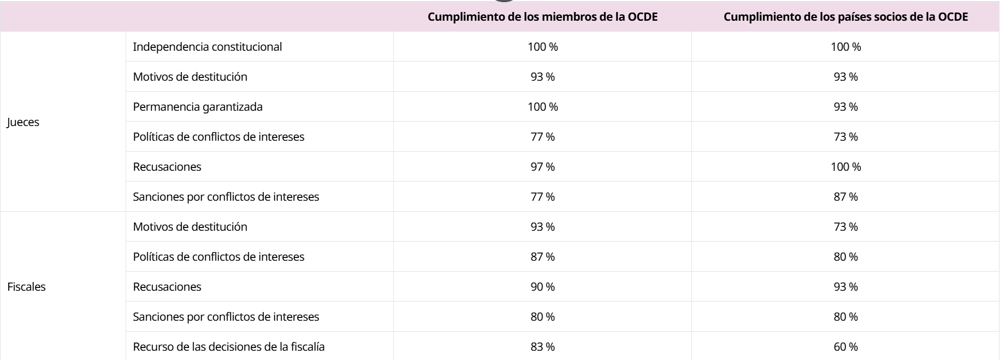 Cumplimiento de los miembros de la OCDE Cumplimiento de los países socios de la OCDE
Jueces
Independencia constitucional 100 % 100 %
Motivos de destitución 93 % 93 %
Permanencia garantizada 100 % 93 %
Políticas de conflictos de intereses 77 % 73 %
Recusaciones 97 % 100 %
Sanciones por conflictos de intereses 77 % 87 %
Fiscales
Motivos de destitución 93 % 73 %
Políticas de conflictos de intereses 87 % 80 %
Recusaciones 90 % 93 %
Sanciones por conflictos de intereses 80 % 80 %
Recurso de las decisiones de la fiscalía 83 % 60 %